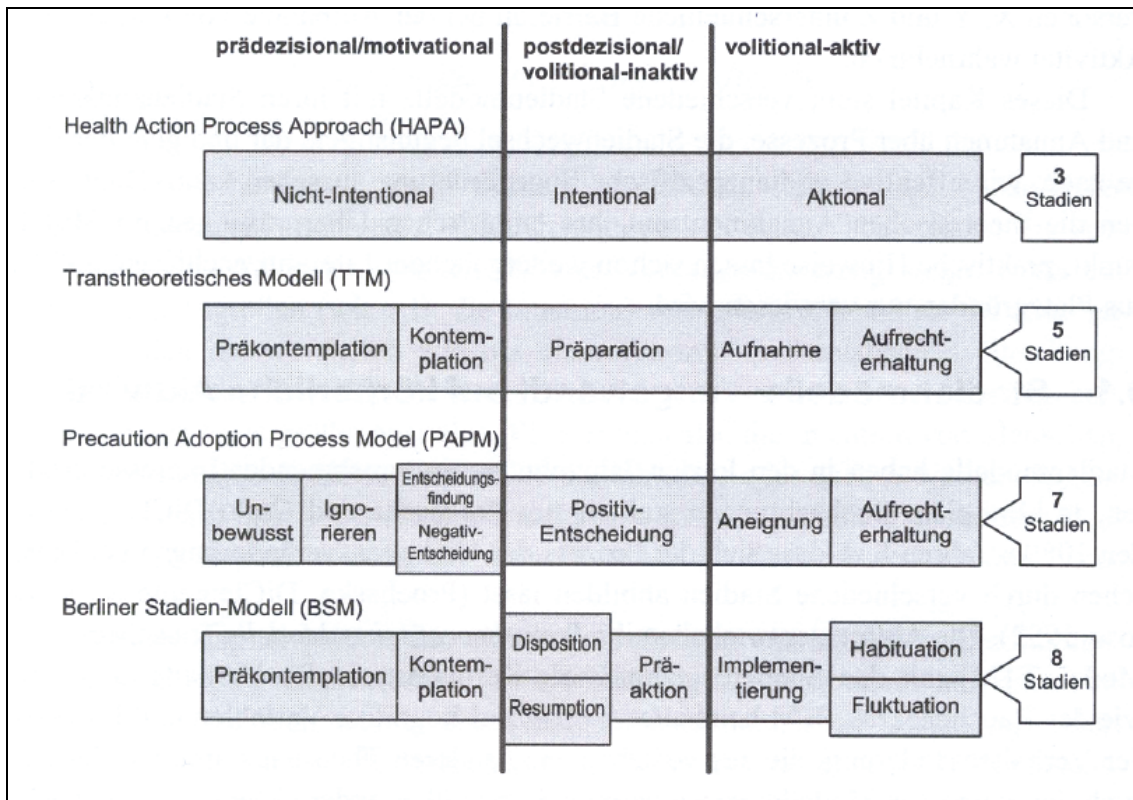 prädezisional/motivational
postdezisional/
volitional-inaktiv
volitional-aktiv
Health Action Process Approach (HAPA)
Nicht-Intentional
Intentional
Aktional
3
Stadien
Transtheoretisches Modell (TTM)
Präkontemplation
Kontem-
plation
Präparation
Aufnahme
Aufrecht-
erhaltung
5
Stadien
Precaution Adoption Process Model (PAPM)
Un-
bewusst
Igno-
rieren
Entscheidungs-
findung
Negativ-
Entscheidung
Positiv-
Entscheidung
Aneignung
Aufrecht-
erhaltung
7
Stadien
Berliner Stadien-Modell (BSM)
Präkontemplation
Kontem-
plation
Disposition
Resumption
Prä-
aktion
Implemen-
tierung
Habituation
Fluktuation
8
Stadien